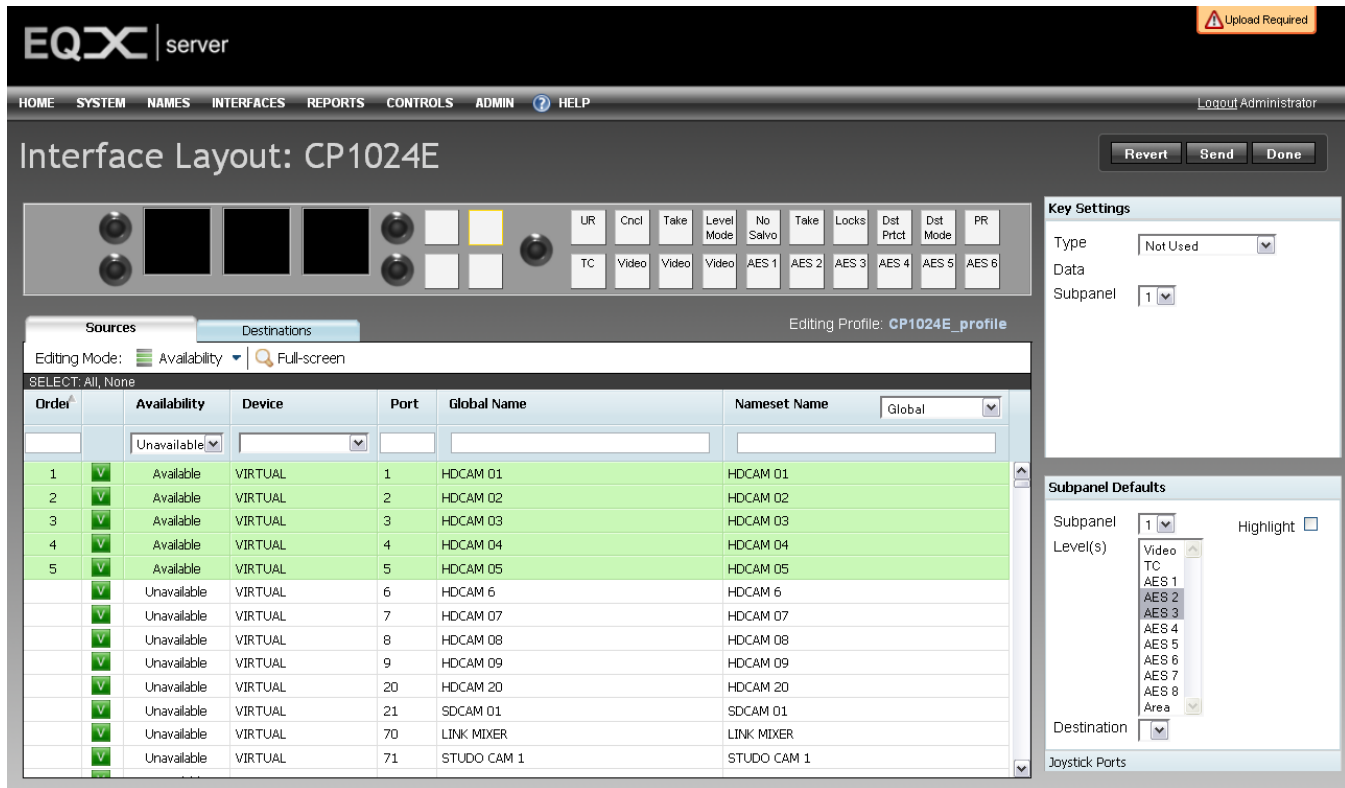 Upload Required
EQX server
HOME SYSTEM NAMES INTERFACES REPORTS CONTROLS ADMIN ? HELP Logout Administrator
Interface Layout: CP1024E
Revert Send Done
UR Cncl Take Level Mode No Salvo Take Locks Dst Prtct Dst Mode PR
TC Video Video Video AES 1 AES 2 AES 3 AES 4 AES 5 AES 6
Key Settings
Type Not Used
Data
Subpanel 1
Sources Destinations Editing Profile: CP1024E_profile
Editing Mode: Availability Full-screen
SELECT: All, None
Order Availability Device Port Global Name Nameset Name Global
Unavailable
1 V Available VIRTUAL 1 HDCAM 01 HDCAM 01
2 V Available VIRTUAL 2 HDCAM 02 HDCAM 02
3 V Available VIRTUAL 3 HDCAM 03 HDCAM 03
4 V Available VIRTUAL 4 HDCAM 04 HDCAM 04
5 V Available VIRTUAL 5 HDCAM 05 HDCAM 05
V Unavailable VIRTUAL 6 HDCAM 6 HDCAM 6
V Unavailable VIRTUAL 7 HDCAM 07 HDCAM 07
V Unavailable VIRTUAL 8 HDCAM 08 HDCAM 08
V Unavailable VIRTUAL 9 HDCAM 09 HDCAM 09
V Unavailable VIRTUAL 20 HDCAM 20 HDCAM 20
V Unavailable VIRTUAL 21 SDCAM 01 SDCAM 01
V Unavailable VIRTUAL 70 LINK MIXER LINK MIXER
V Unavailable VIRTUAL 71 STUDO CAM 1 STUDO CAM 1
Subpanel Defaults
Subpanel 1 Highlight
Level(s) Video
TC
AES 1
AES 2
AES 3
AES 4
AES 5
AES 6
AES 7
AES 8
Area
Destination
Joystick Ports